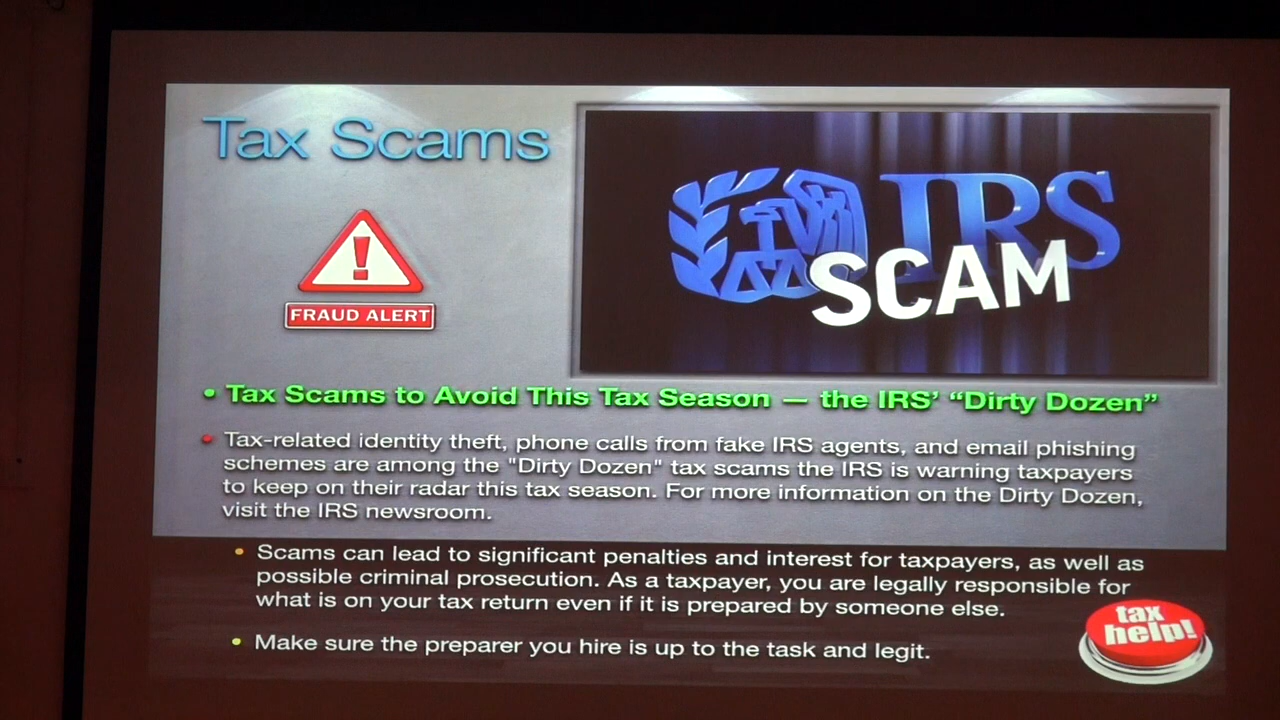 Tax Scams
IRS
SCAM
FRAUD ALERT
• Tax Scams to Avoid This Tax Season — the IRS' “Dirty Dozen”
• Tax-related identity theft, phone calls from fake IRS agents, and email phishing
schemes are among the "Dirty Dozen" tax scams the IRS is warning taxpayers
to keep on their radar this tax season. For more information on the Dirty Dozen,
visit the IRS newsroom.
• Scams can lead to significant penalties and interest for taxpayers, as well as
possible criminal prosecution. As a taxpayer, you are legally responsible for
what is on your tax return even if it is prepared by someone else.
• Make sure the preparer you hire is up to the task and legit.
tax
help!